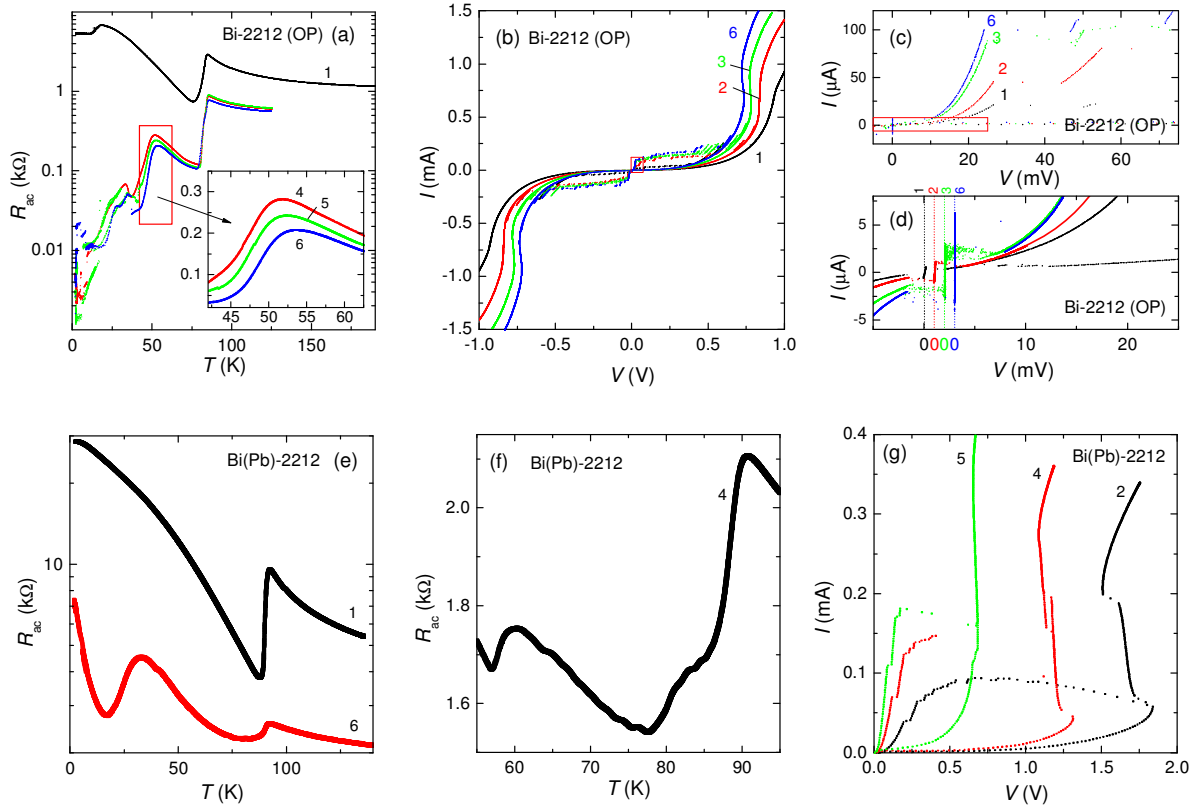 Bi-2212 (OP) (a)
1
10
1
0.1
0.01
R_ac (kΩ)
0 50 100 150
T (K)
0.3
0.2
0.1
4
5
6
45 50 55 60
(b) Bi-2212 (OP)
6
3
2
1
1.5
1.0
0.5
0.0
-0.5
-1.0
-1.5
I (mA)
-1.0 -0.5 0.0 0.5 1.0
V (V)
(c)
6
3
2
1
100
50
0
I (μA)
Bi-2212 (OP)
0 20 40 60
V (mV)
(d)
1 2 3 6
5
0
-5
I (μA)
Bi-2212 (OP)
0 0 0 0 10 20
V (mV)
Bi(Pb)-2212 (e)
1
6
10
R_ac (kΩ)
0 50 100
T (K)
Bi(Pb)-2212 (f)
4
2.0
1.8
1.6
R_ac (kΩ)
60 70 80 90
T (K)
(g) Bi(Pb)-2212
5
4
2
0.4
0.3
0.2
0.1
0.0
I (mA)
0.0 0.5 1.0 1.5 2.0
V (V)